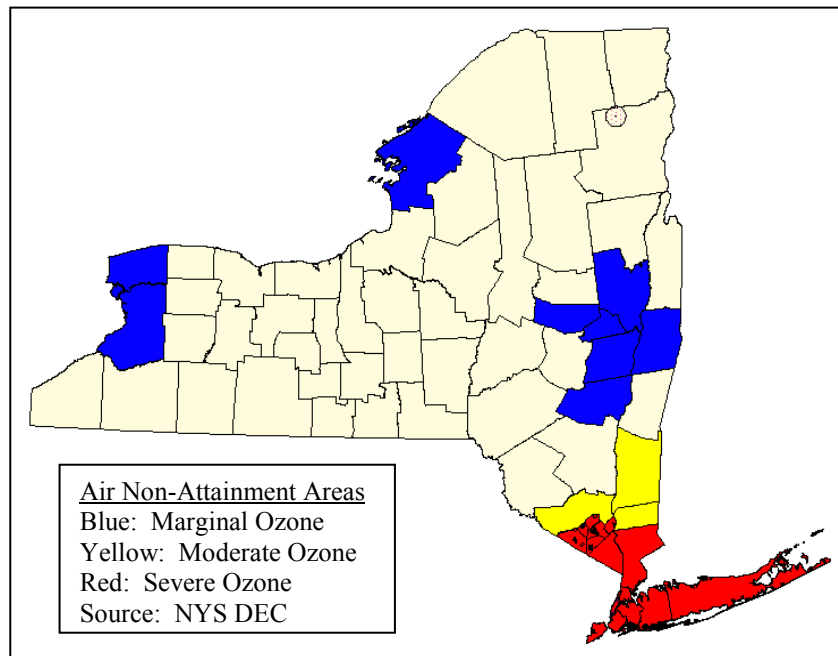 Air Non-Attainment Areas
Blue:  Marginal Ozone
Yellow:  Moderate Ozone
Red:  Severe Ozone
Source:  NYS DEC